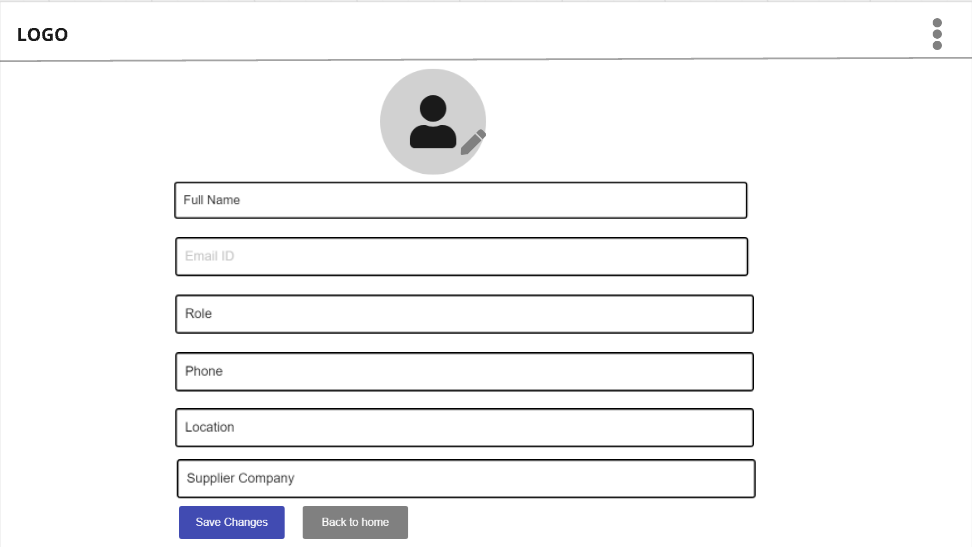 LOGO
Full Name
Email ID
Role
Phone
Location
Supplier Company
Save Changes
Back to home